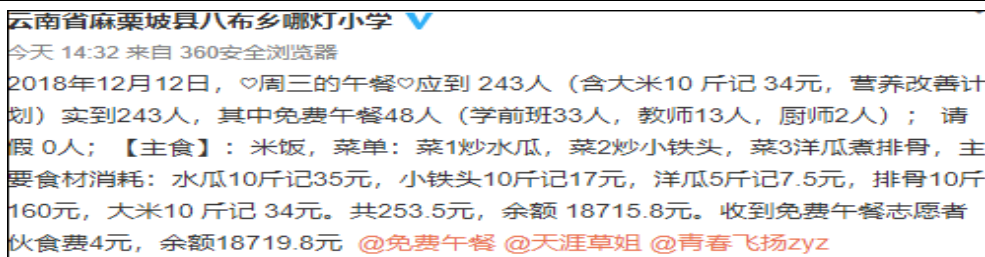 云南省麻栗坡县八布乡哪灯小学
今天 14:32 来自 360安全浏览器
2018年12月12日，♡周三的午餐♡应到 243人（含大米10 斤记 34元，营养改善计
划）实到243人，其中免费午餐48人（学前班33人，教师13人，厨师2人）； 请
假 0人；【主食】：米饭，菜单：菜1炒水瓜，菜2炒小铁头，菜3洋瓜煮排骨，主
要食材消耗：水瓜10斤记35元，小铁头10斤记17元，洋瓜5斤记7.5元，排骨10斤
160元，大米10 斤记 34元。共253.5元，余额 18715.8元。收到免费午餐志愿者
伙食费4元，余额18719.8元 @免费午餐 @天涯草姐 @青春飞扬zyz